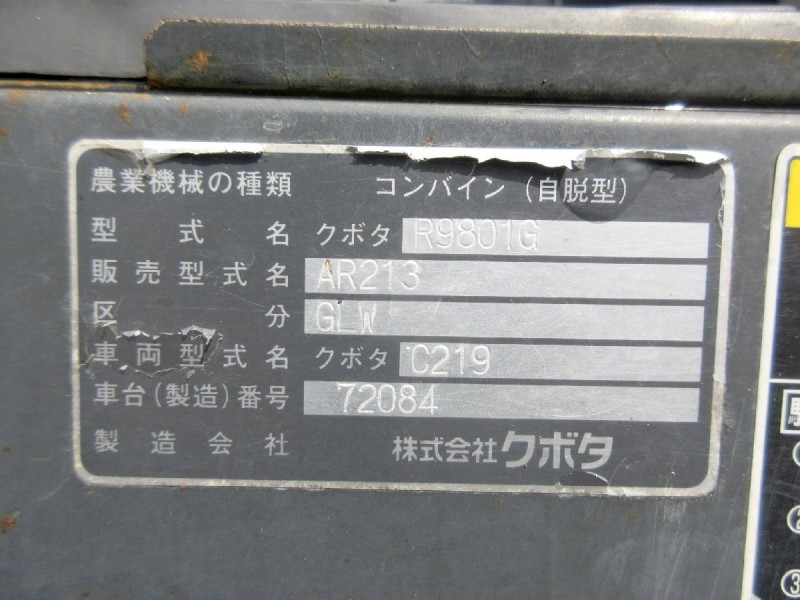 農業機械の種類 コンバイン(自脱型)
型式名 クボタ R9801G
販売型式名 AR213
区分 GLW
車両型式名 クボタ C219
車台(製造)番号 72084
製造会社 株式会社クボタ
②
③